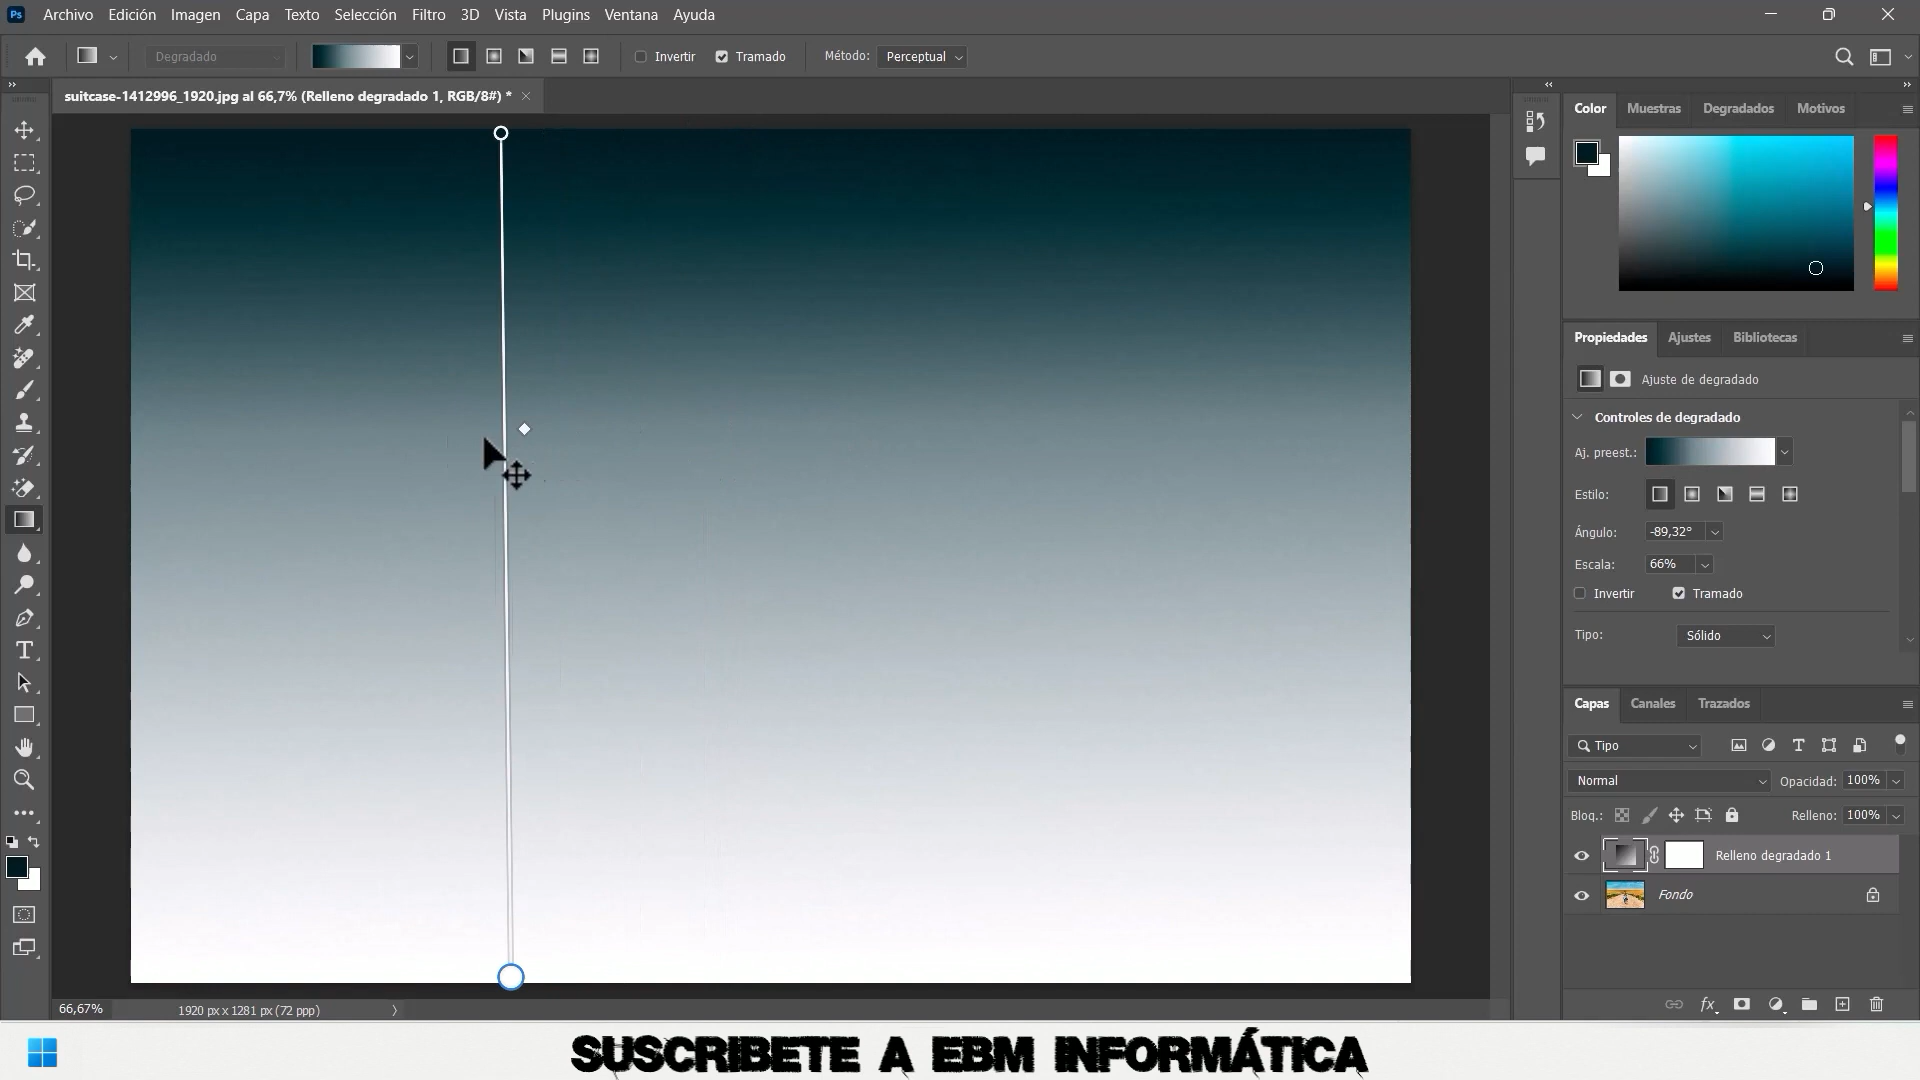 Ps Archivo Edición Imagen Capa Texto Selección Filtro 3D Vista Plugins Ventana Ayuda
Degradado Invertir Tramado Método: Perceptual
suitcase-1412996_1920.jpg al 66,7% (Relleno degradado 1, RGB/8#) *
Color Muestras Degradados Motivos
Propiedades Ajustes Bibliotecas
Ajuste de degradado
Controles de degradado
Aj. preest.:
Estilo:
Ángulo: -89,32°
Escala: 66%
Invertir Tramado
Tipo: Sólido
Capas Canales Trazados
Tipo
Normal Opacidad: 100%
Bloq.: Relleno: 100%
Relleno degradado 1
Fondo
66,67% 1920 px x 1281 px (72 ppp)
SUSCRIBETE A EBM INFORMÁTICA